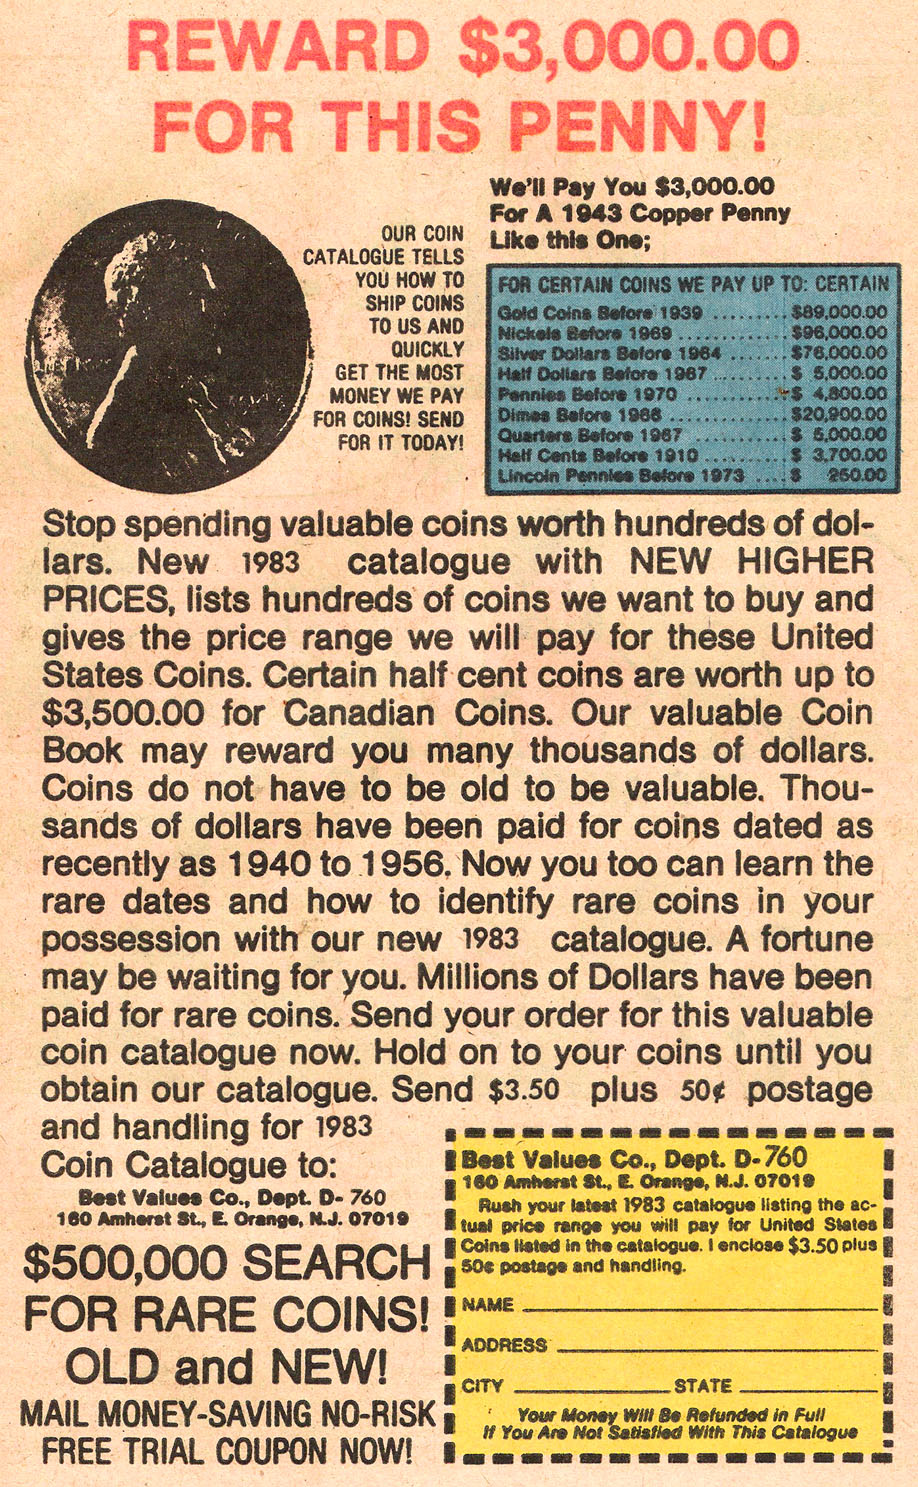 REWARD $3,000.00
FOR THIS PENNY!
We'll Pay You $3,000.00
For A 1943 Copper Penny
Like this One;
OUR COIN
CATALOGUE TELLS
YOU HOW TO
SHIP COINS
TO US AND
QUICKLY
GET THE MOST
MONEY WE PAY
FOR COINS! SEND
FOR IT TODAY!
FOR CERTAIN COINS WE PAY UP TO: CERTAIN
Gold Coins Before 1939 ......... $89,000.00
Nickels Before 1969 ............ $96,000.00
Silver Dollars Before 1964 ....... $76,000.00
Half Dollars Before 1967 .......... $ 5,000.00
Pennies Before 1970 ............ $ 4,800.00
Dimes Before 1966 .............. $20,900.00
Quarters Before 1967 ........... $ 5,000.00
Half Cents Before 1910 .......... $ 3,700.00
Lincoln Pennies Before 1973 .... $ 250.00
Stop spending valuable coins worth hundreds of dol-
lars. New 1983 catalogue with NEW HIGHER
PRICES, lists hundreds of coins we want to buy and
gives the price range we will pay for these United
States Coins. Certain half cent coins are worth up to
$3,500.00 for Canadian Coins. Our valuable Coin
Book may reward you many thousands of dollars.
Coins do not have to be old to be valuable. Thou-
sands of dollars have been paid for coins dated as
recently as 1940 to 1956. Now you too can learn the
rare dates and how to identify rare coins in your
possession with our new 1983 catalogue. A fortune
may be waiting for you. Millions of Dollars have been
paid for rare coins. Send your order for this valuable
coin catalogue now. Hold on to your coins until you
obtain our catalogue. Send $3.50 plus 50¢ postage
and handling for 1983
Coin Catalogue to:
Best Values Co., Dept. D- 760
160 Amherst St., E. Orange, N.J. 07019
$500,000 SEARCH
FOR RARE COINS!
OLD and NEW!
MAIL MONEY-SAVING NO-RISK
FREE TRIAL COUPON NOW!
Best Values Co., Dept. D-760
160 Amherst St., E. Orange, N.J. 07019
Rush your latest 1983 catalogue listing the ac-
tual price range you will pay for United States
Coins listed in the catalogue. I enclose $3.50 plus
50¢ postage and handling.
NAME
ADDRESS
CITY STATE
Your Money Will Be Refunded in Full
If You Are Not Satisfied With This Catalogue